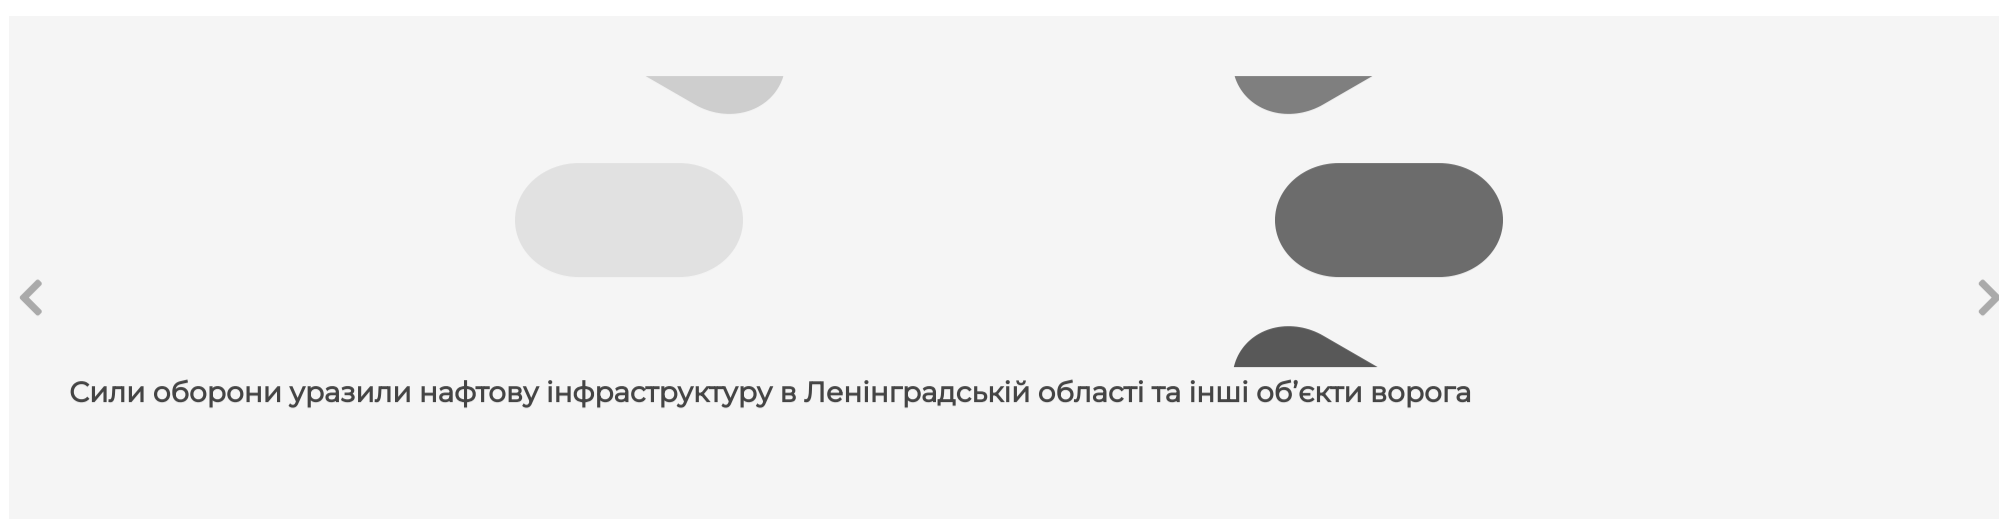 Сили оборони уразили нафтову інфраструктуру в Ленінградській області та інші об’єкти ворога